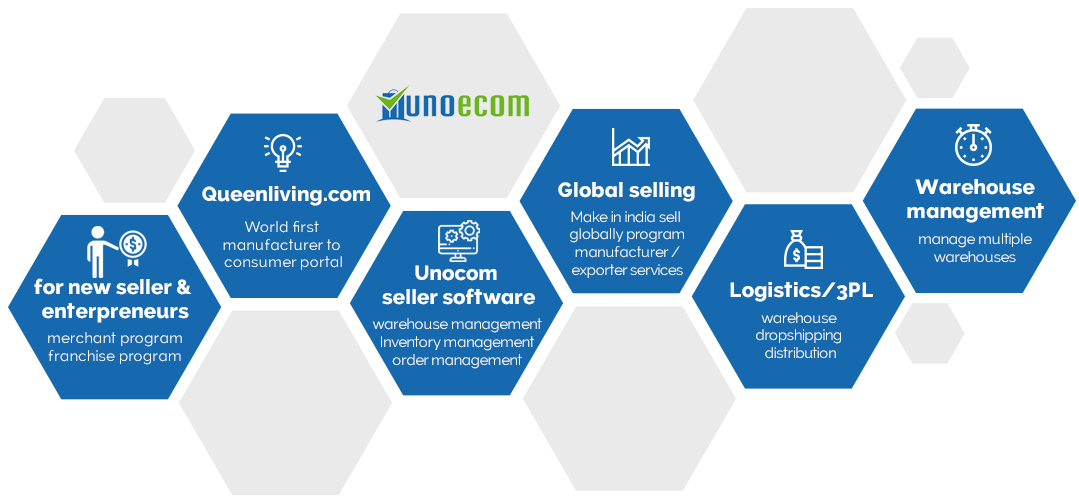 unoecom
for new seller &
enterpreneurs
merchant program
franchise program
Queenliving.com
World first
manufacturer to
consumer portal
Unocom
seller software
warehouse management
Inventory management
order management
Global selling
Make in india sell
globally program
manufacturer /
exporter services
Logistics/3PL
warehouse
dropshipping
distribution
Warehouse
management
manage multiple
warehouses